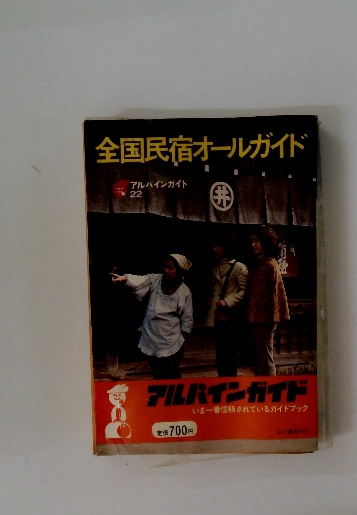 全国民宿オールガイド
アルパインガイド
22
井
アルパインガイド
いま一番信頼されているガイドブック
定価700円